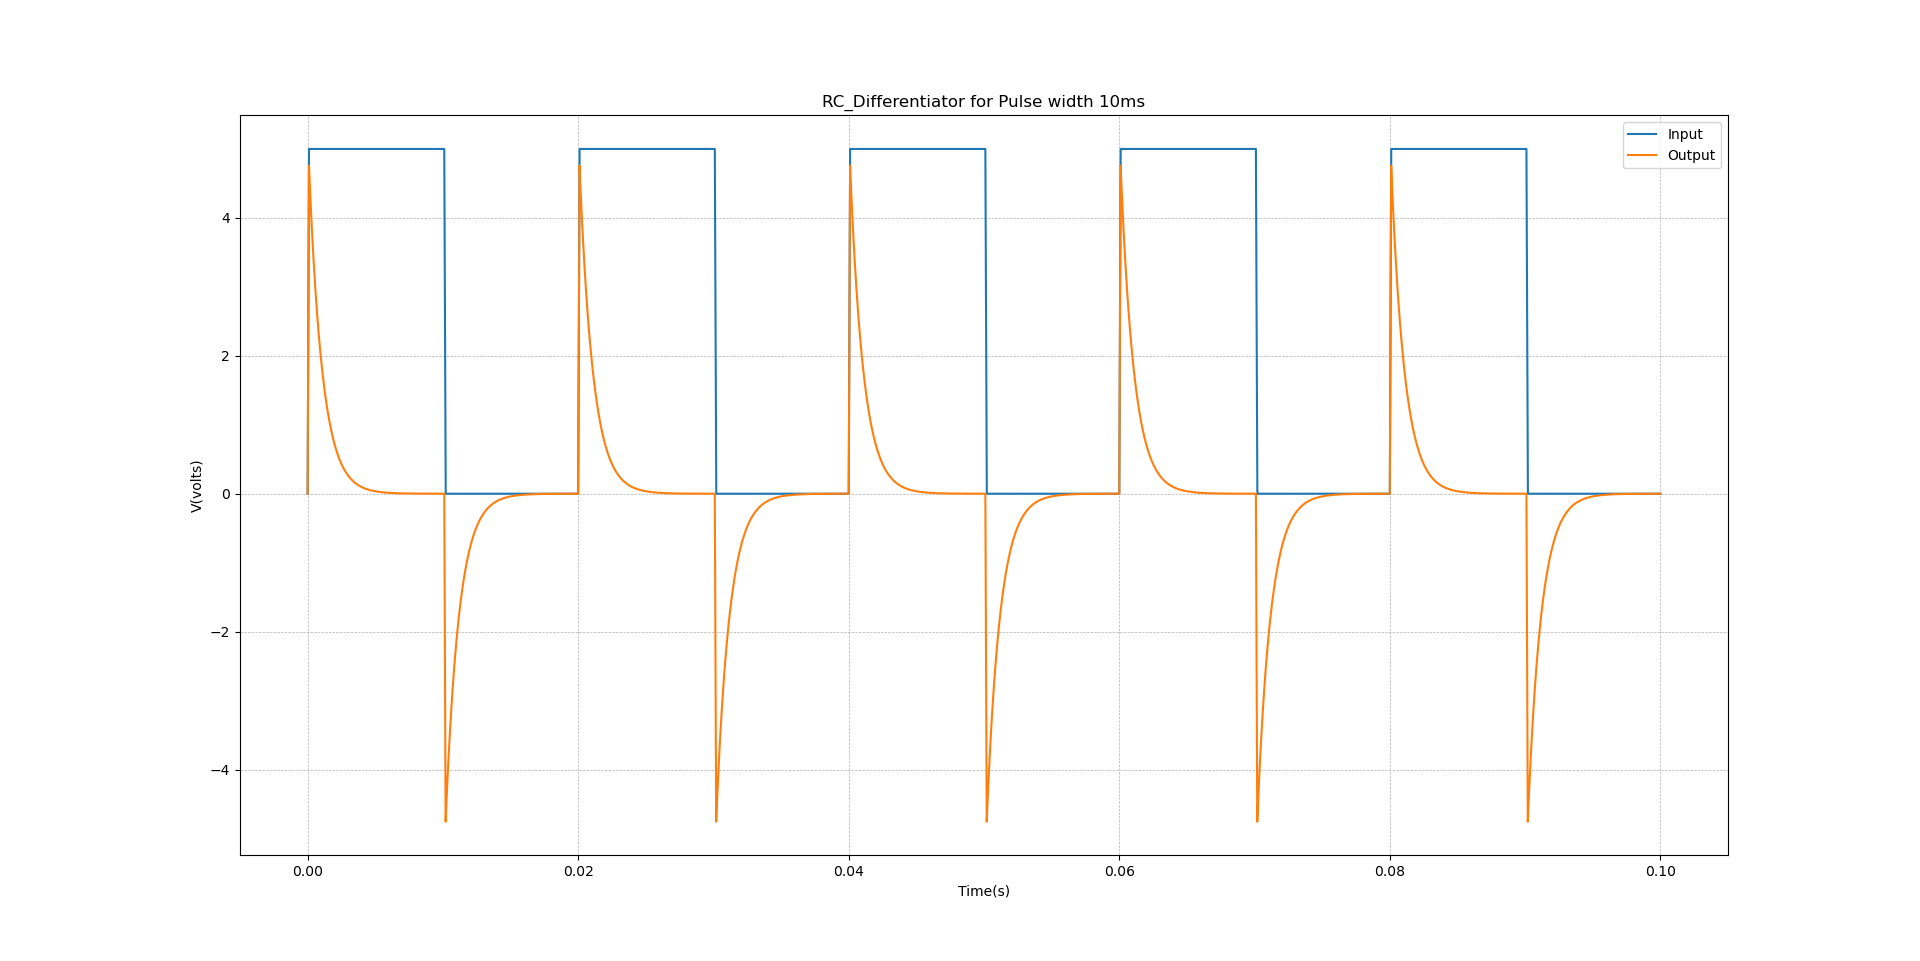 RC_Differentiator for Pulse width 10ms
Input
Output
4
2
0
−2
−4
V(volts)
0.00 0.02 0.04 0.06 0.08 0.10
Time(s)